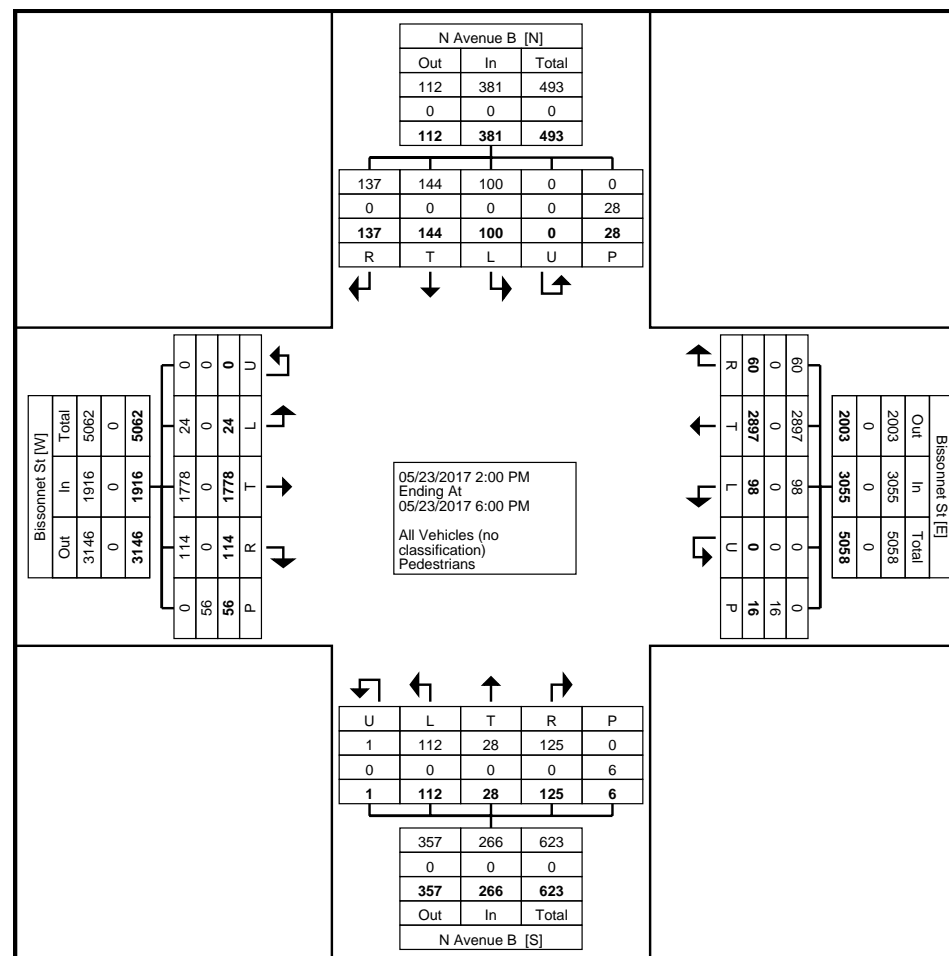 N Avenue B [N]
Out In Total
112 381 493
0 0 0
112 381 493
137 144 100 0 0
0 0 0 0 28
137 144 100 0 28
R T L U P
Bissonnet St [W]
Total In Out
5062 1916 3146
0 0 0
5062 1916 3146
0 24 1778 114 0
0 0 0 0 56
0 24 1778 114 56
U L T R P
05/23/2017 2:00 PM
Ending At
05/23/2017 6:00 PM
All Vehicles (no
classification)
Pedestrians
R T L U P
60 2897 98 0 16
0 0 0 0 16
60 2897 98 0 0
2003 3055 5058
0 0 0
2003 3055 5058
Out In Total
Bissonnet St [E]
U L T R P
1 112 28 125 0
0 0 0 0 6
1 112 28 125 6
357 266 623
0 0 0
357 266 623
Out In Total
N Avenue B [S]